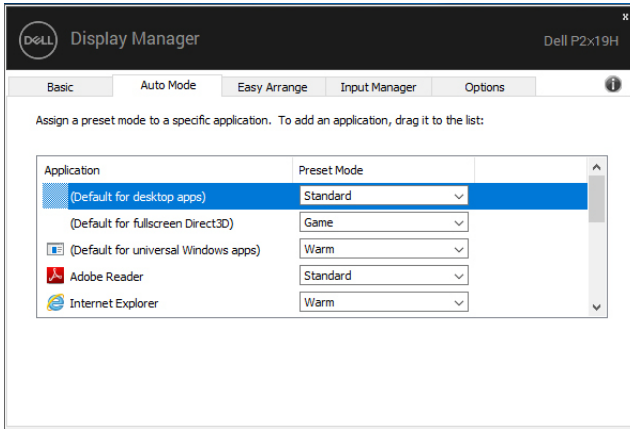 x
DELL Display Manager Dell P2x19H
Basic Auto Mode Easy Arrange Input Manager Options i
Assign a preset mode to a specific application. To add an application, drag it to the list:
Application Preset Mode
(Default for desktop apps) Standard
(Default for fullscreen Direct3D) Game
(Default for universal Windows apps) Warm
Adobe Reader Standard
Internet Explorer Warm